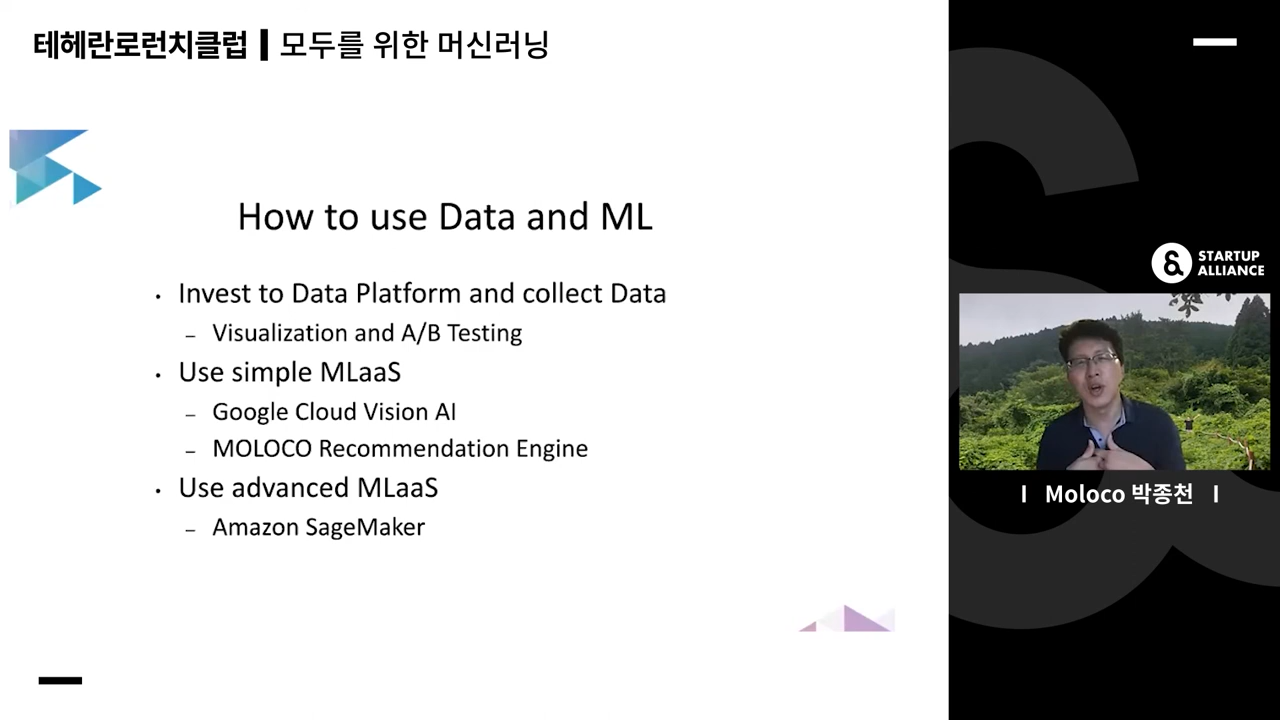 테헤란로런치클럽 ┃ 모두를 위한 머신러닝
How to use Data and ML
• Invest to Data Platform and collect Data
– Visualization and A/B Testing
• Use simple MLaaS
– Google Cloud Vision AI
– MOLOCO Recommendation Engine
• Use advanced MLaaS
– Amazon SageMaker
STARTUP
ALLIANCE
Moloco 박종천